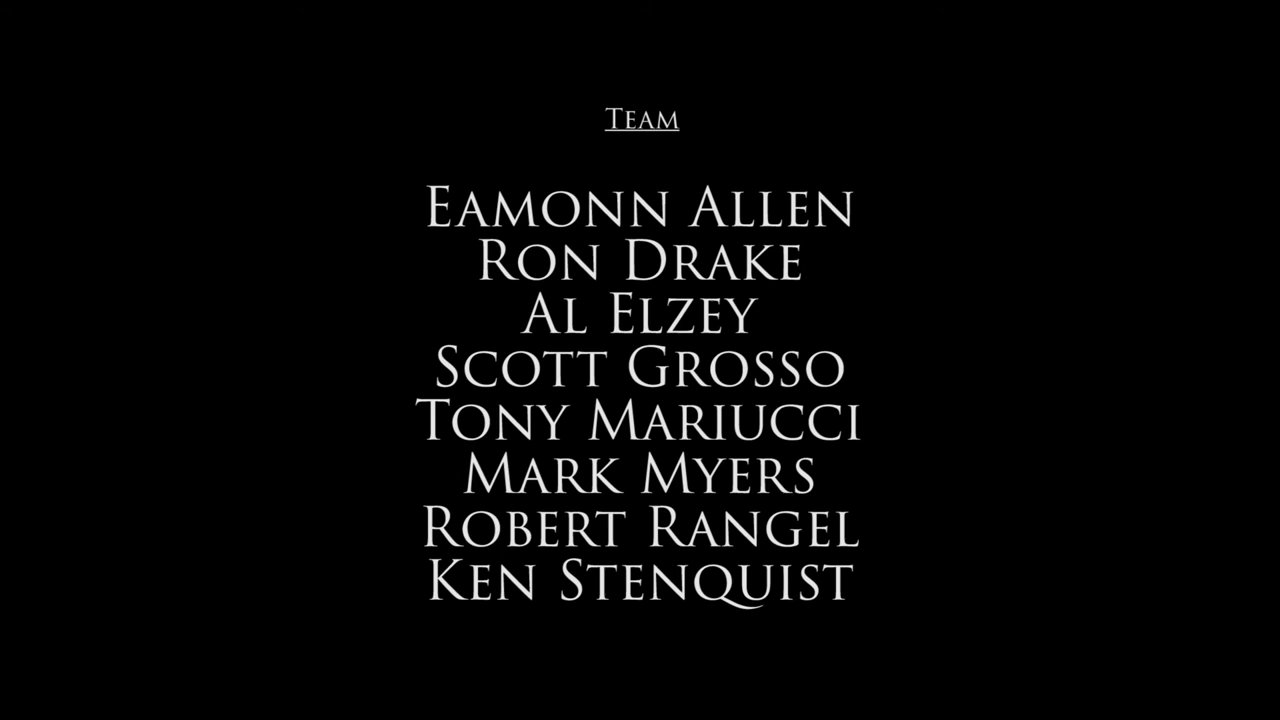 Team
Eamonn Allen
Ron Drake
Al Elzey
Scott Grosso
Tony Mariucci
Mark Myers
Robert Rangel
Ken Stenquist